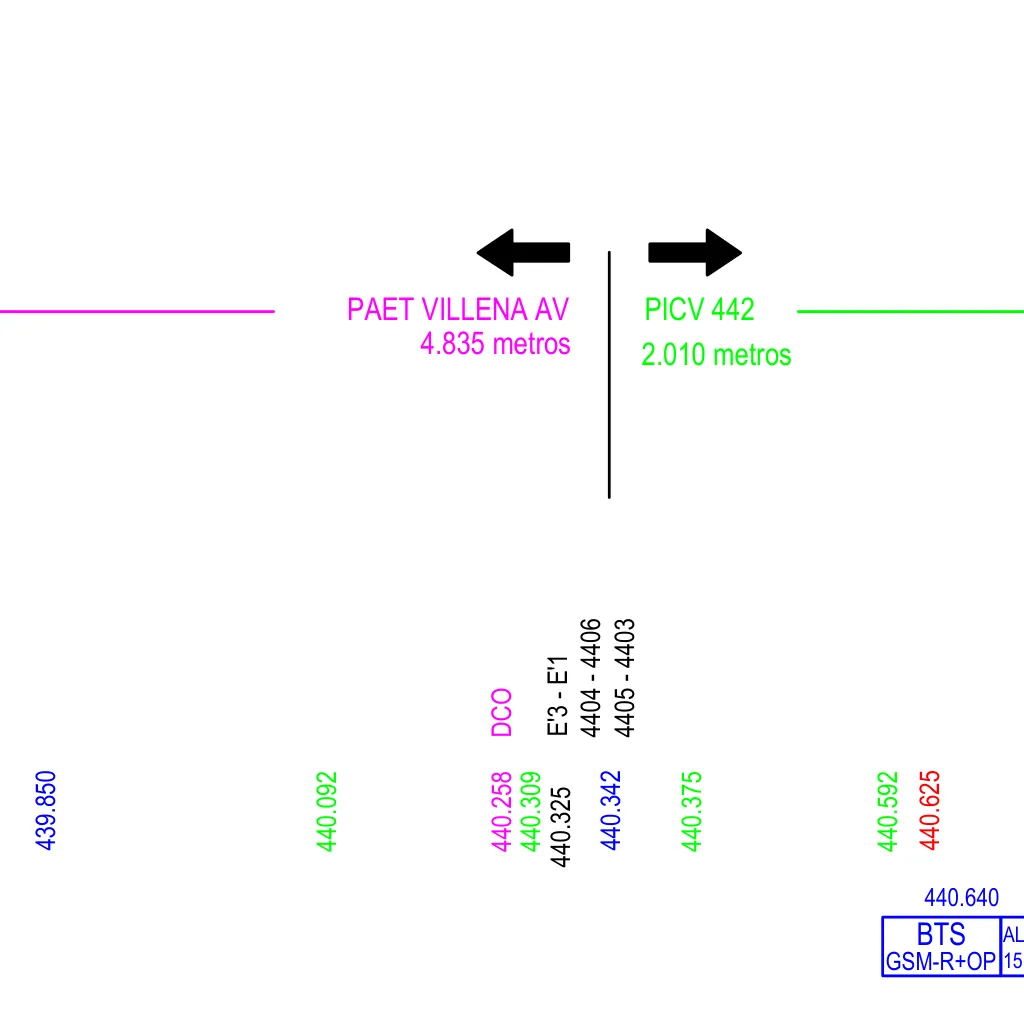 PAET VILLENA AV
4.835 metros
PICV 442
2.010 metros
DCO
E'3 - E'1
4404 - 4406
4405 - 4403
439.850
440.092
440.258
440.309
440.325
440.342
440.375
440.592
440.625
440.640
BTS
GSM-R+OP
AL
15